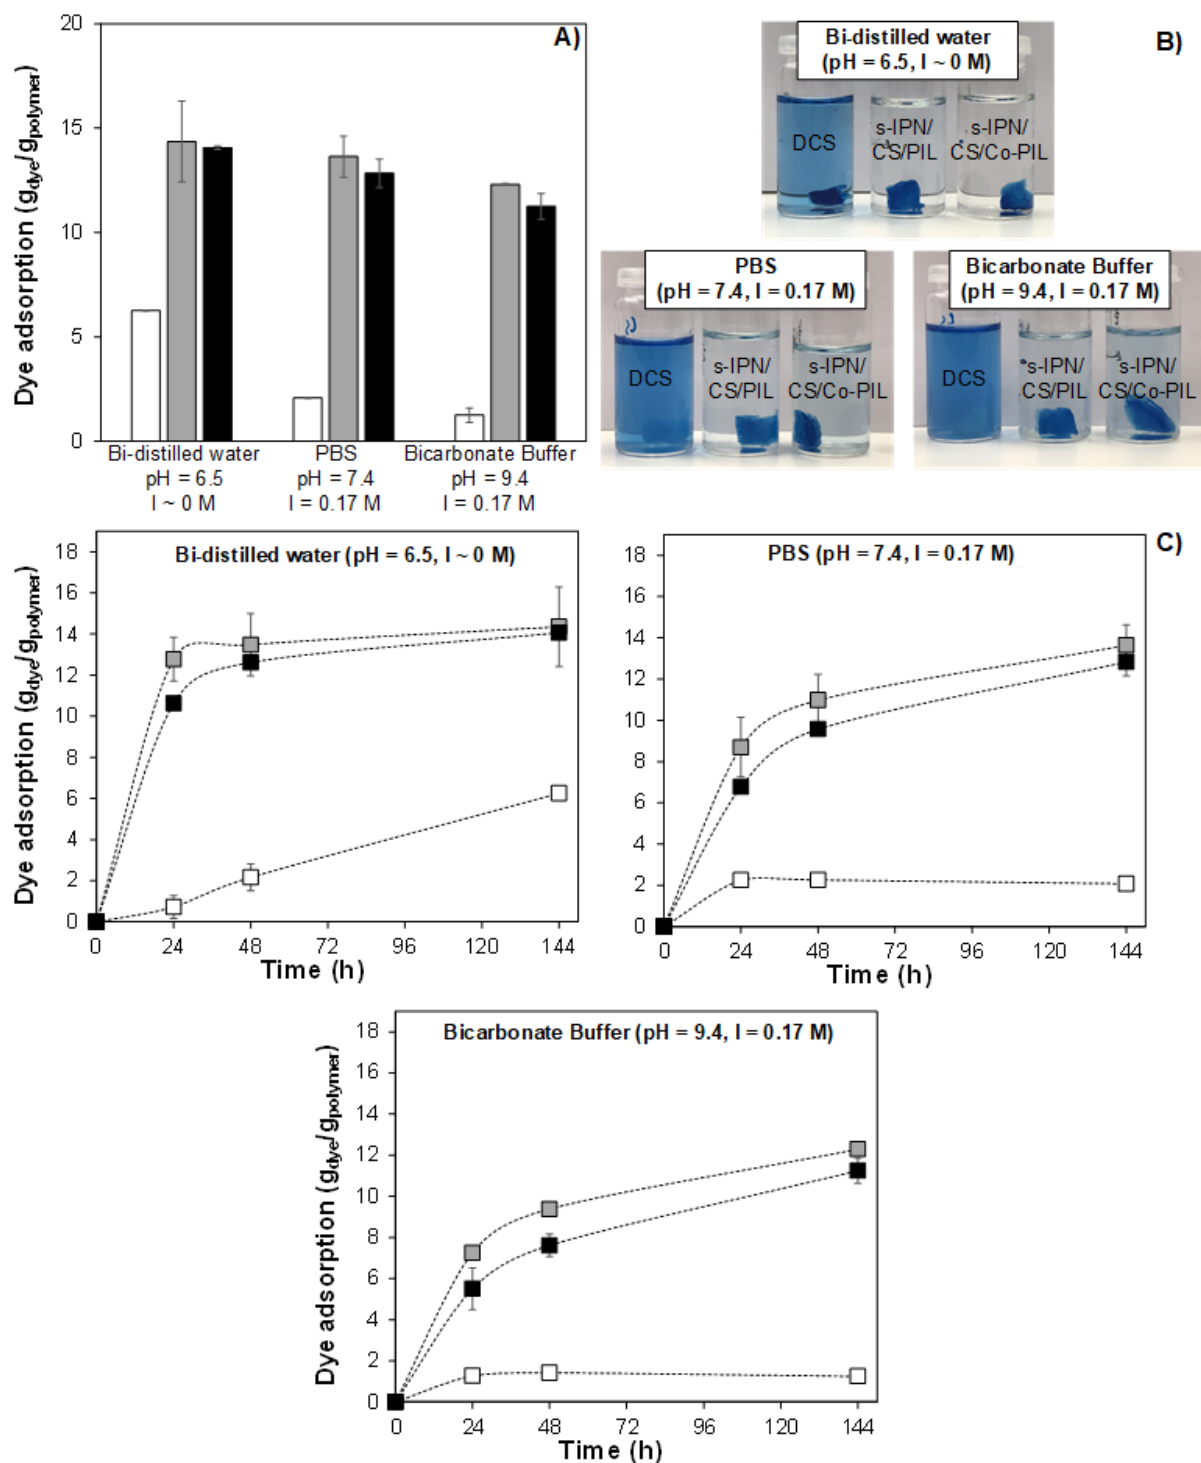 A)
20
15
10
5
0
Dye adsorption (gdye/gpolymer)
Bi-distilled water
pH = 6.5
I ~ 0 M
PBS
pH = 7.4
I = 0.17 M
Bicarbonate Buffer
pH = 9.4
I = 0.17 M
B)
Bi-distilled water
(pH = 6.5, I ~ 0 M)
DCS
s-IPN/
CS/PIL
s-IPN/
CS/Co-PIL
PBS
(pH = 7.4, I = 0.17 M)
DCS
s-IPN/
CS/PIL
s-IPN/
CS/Co-PIL
Bicarbonate Buffer
(pH = 9.4, I = 0.17 M)
DCS
s-IPN/
CS/PIL
s-IPN/
CS/Co-PIL
C)
Bi-distilled water (pH = 6.5, I ~ 0 M)
18
16
14
12
10
8
6
4
2
0
Dye adsorption (gdye/gpolymer)
0 24 48 72 96 120 144
Time (h)
PBS (pH = 7.4, I = 0.17 M)
18
16
14
12
10
8
6
4
2
0
Dye adsorption (gdye/gpolymer)
0 24 48 72 96 120 144
Time (h)
Bicarbonate Buffer (pH = 9.4, I = 0.17 M)
18
16
14
12
10
8
6
4
2
0
Dye adsorption (gdye/gpolymer)
0 24 48 72 96 120 144
Time (h)